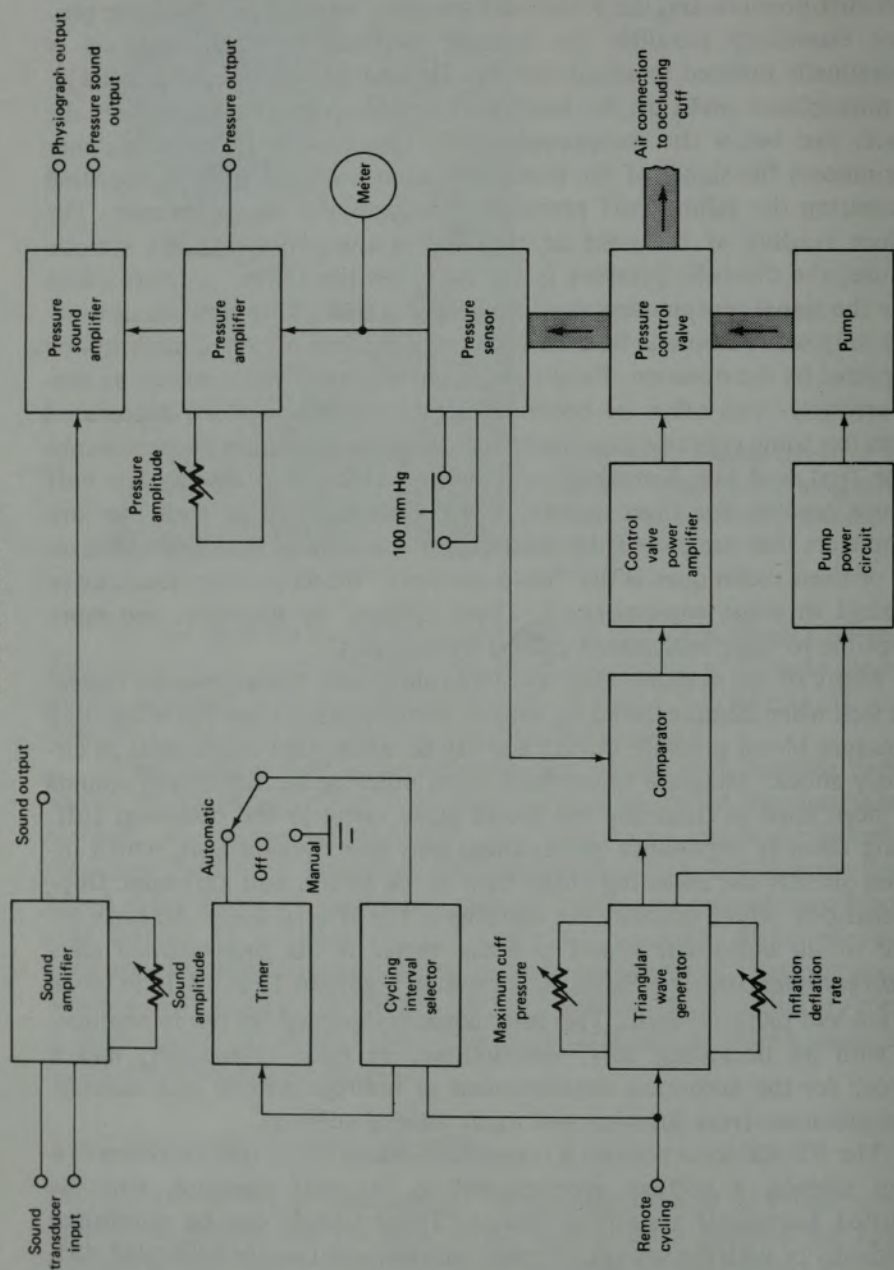 Sound
transducer
input
Sound
amplifier
Sound output
Sound
amplitude
Pressure
sound
amplifier
Physiograph output
Pressure sound
output
Timer
Automatic
Off
Manual
Cycling
interval
selector
Pressure
amplitude
Pressure
amplifier
Pressure output
Meter
100 mm Hg
Pressure
sensor
Remote
cycling
Maximum cuff
pressure
Triangular
wave
generator
Inflation
deflation
rate
Comparator
Control
valve
power
amplifier
Pressure
control
valve
Air connection
to occluding
cuff
Pump
power
circuit
Pump